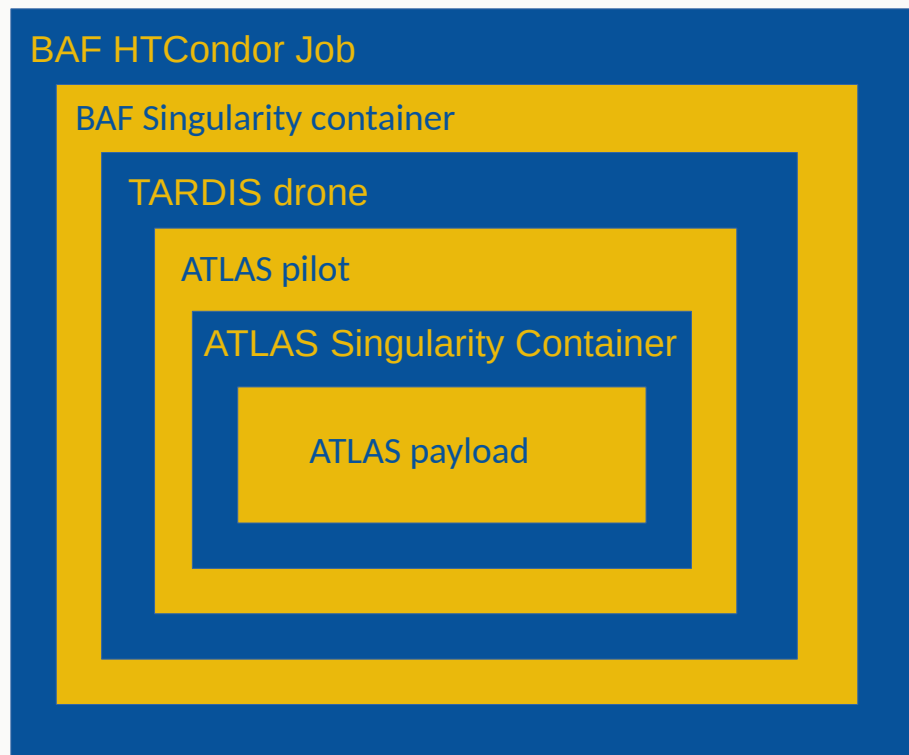 BAF HTCondor Job
BAF Singularity container
TARDIS drone
ATLAS pilot
ATLAS Singularity Container
ATLAS payload